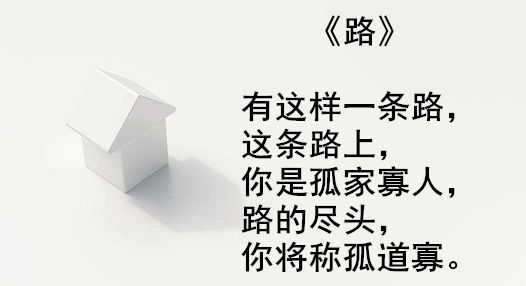 《路》
有这样一条路，
这条路上，
你是孤家寡人，
路的尽头，
你将称孤道寡。